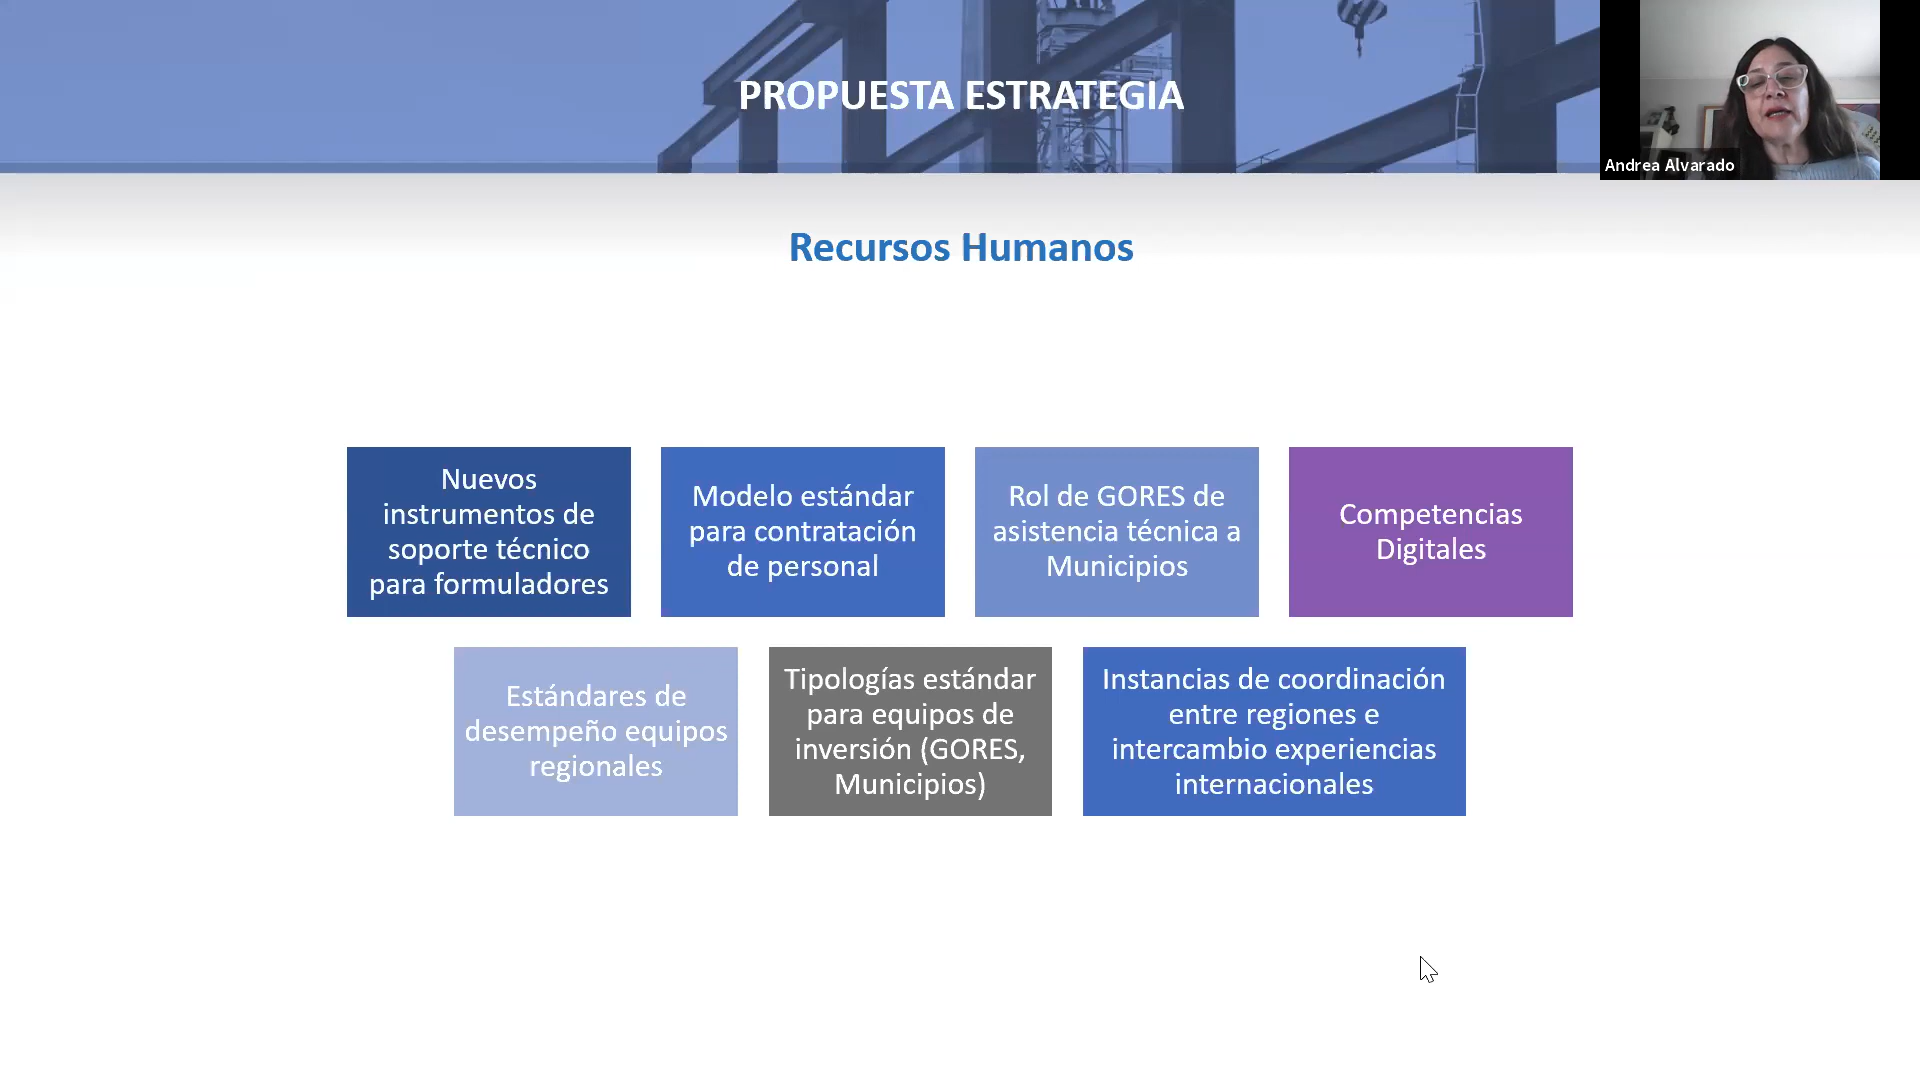 PROPUESTA ESTRATEGIA
Andrea Alvarado
Recursos Humanos
Nuevos
instrumentos de
soporte técnico
para formuladores
Modelo estándar
para contratación
de personal
Rol de GORES de
asistencia técnica a
Municipios
Competencias
Digitales
Estándares de
desempeño equipos
regionales
Tipologías estándar
para equipos de
inversión (GORES,
Municipios)
Instancias de coordinación
entre regiones e
intercambio experiencias
internacionales